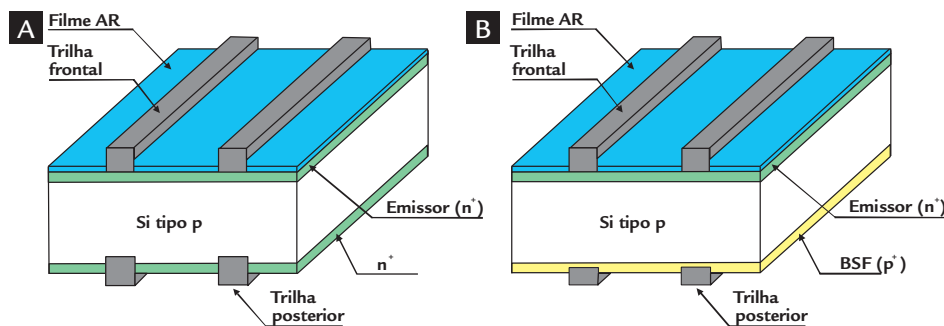 A
Filme AR
Trilha
frontal
Si tipo p
Emissor (n⁺)
n⁺
Trilha
posterior
B
Filme AR
Trilha
frontal
Si tipo p
Emissor (n⁺)
BSF (p⁺)
Trilha
posterior